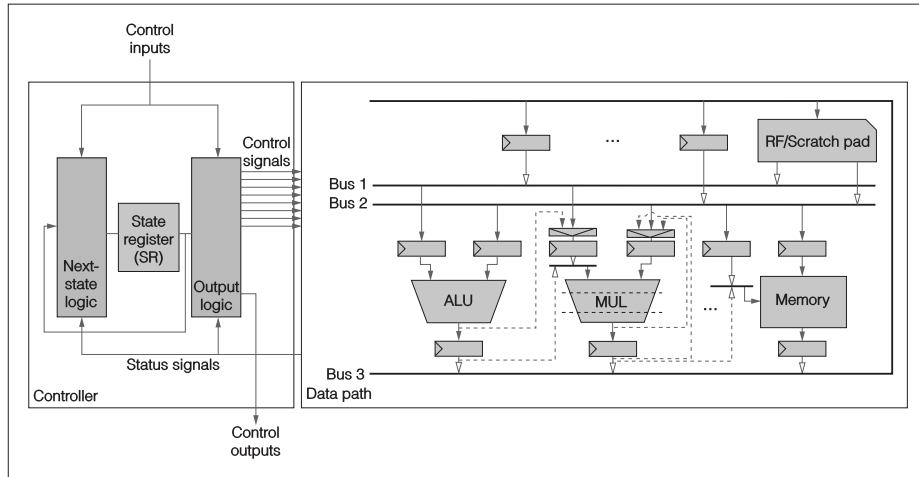 Control
inputs
Control
signals
Next-
state
logic
State
register
(SR)
Output
logic
Status signals
Controller
Control
outputs
...
RF/Scratch pad
Bus 1
Bus 2
ALU
MUL
...
Memory
Bus 3
Data path